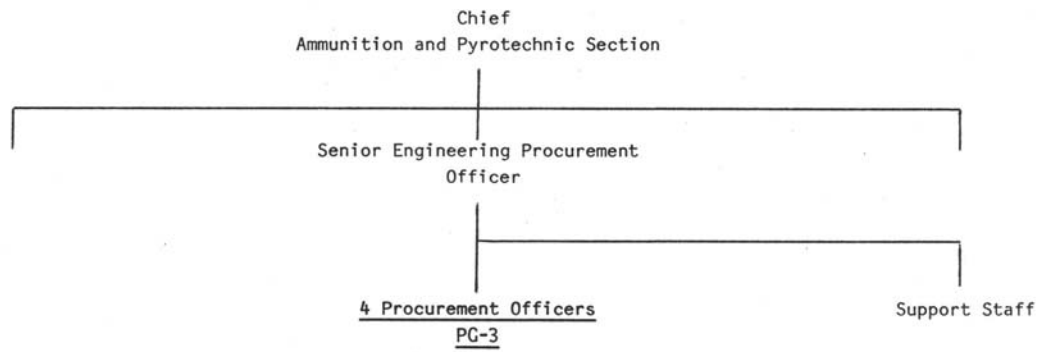 Chief
Ammunition and Pyrotechnic Section
Senior Engineering Procurement
Officer
4 Procurement Officers
PG-3
Support Staff